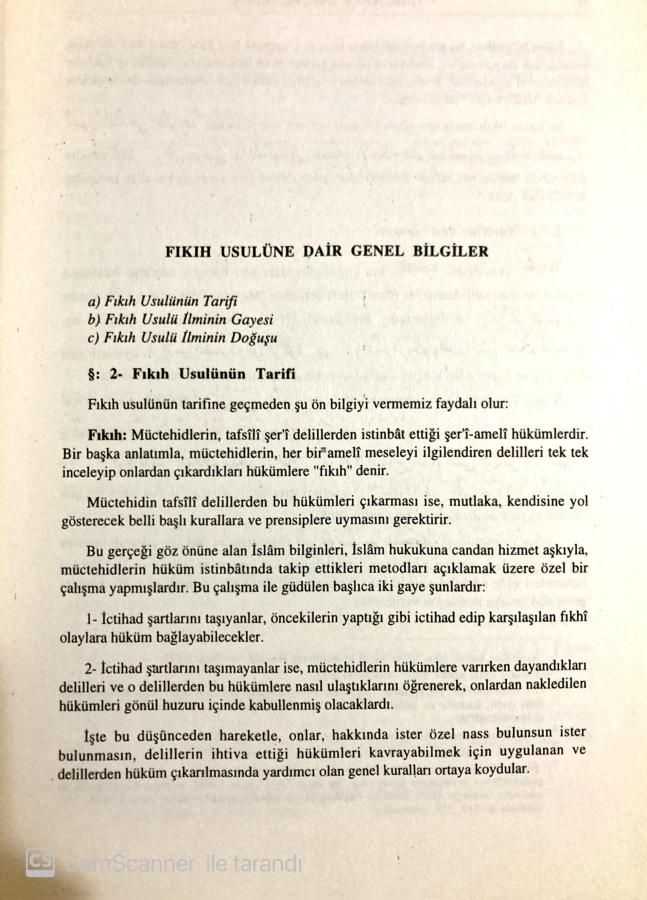 FIKIH USULÜNE DAİR GENEL BİLGİLER
a) Fıkıh Usulünün Tarifi
b) Fıkıh Usulü İlminin Gayesi
c) Fıkıh Usulü İlminin Doğuşu
§: 2- Fıkıh Usulünün Tarifi
Fıkıh usulünün tarifine geçmeden şu ön bilgiyi vermemiz faydalı olur:
Fıkıh: Müctehidlerin, tafsîlî şer'î delillerden istinbât ettiği şer'î-amelî hükümlerdir.
Bir başka anlatımla, müctehidlerin, her bir amelî meseleyi ilgilendiren delilleri tek tek
inceleyip onlardan çıkardıkları hükümlere "fıkıh" denir.
Müctehidin tafsîlî delillerden bu hükümleri çıkarması ise, mutlaka, kendisine yol
gösterecek belli başlı kurallara ve prensiplere uymasını gerektirir.
Bu gerçeği göz önüne alan İslâm bilginleri, İslâm hukukuna candan hizmet aşkıyla,
müctehidlerin hüküm istinbâtında takip ettikleri metodları açıklamak üzere özel bir
çalışma yapmışlardır. Bu çalışma ile güdülen başlıca iki gaye şunlardır:
1- İctihad şartlarını taşıyanlar, öncekilerin yaptığı gibi ictihad edip karşılaşılan fıkhî
olaylara hüküm bağlayabilecekler.
2- İctihad şartlarını taşımayanlar ise, müctehidlerin hükümlere varırken dayandıkları
delilleri ve o delillerden bu hükümlere nasıl ulaştıklarını öğrenerek, onlardan nakledilen
hükümleri gönül huzuru içinde kabullenmiş olacaklardı.
İşte bu düşünceden hareketle, onlar, hakkında ister özel nass bulunsun ister
bulunmasın, delillerin ihtiva ettiği hükümleri kavrayabilmek için uygulanan ve
delillerden hüküm çıkarılmasında yardımcı olan genel kuralları ortaya koydular.
CS CamScanner ile tarandı